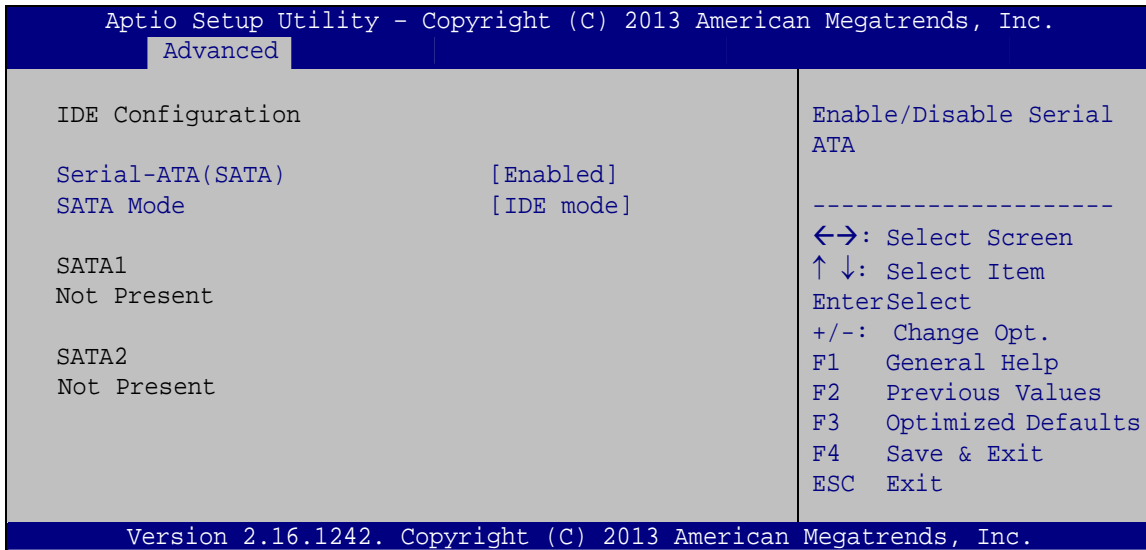 Aptio Setup Utility – Copyright (C) 2013 American Megatrends, Inc.
Advanced
IDE Configuration
Serial-ATA(SATA) [Enabled]
SATA Mode [IDE mode]
SATA1
Not Present
SATA2
Not Present
Enable/Disable Serial
ATA
---------------------
←→: Select Screen
↑ ↓: Select Item
EnterSelect
+/-: Change Opt.
F1 General Help
F2 Previous Values
F3 Optimized Defaults
F4 Save & Exit
ESC Exit
Version 2.16.1242. Copyright (C) 2013 American Megatrends, Inc.